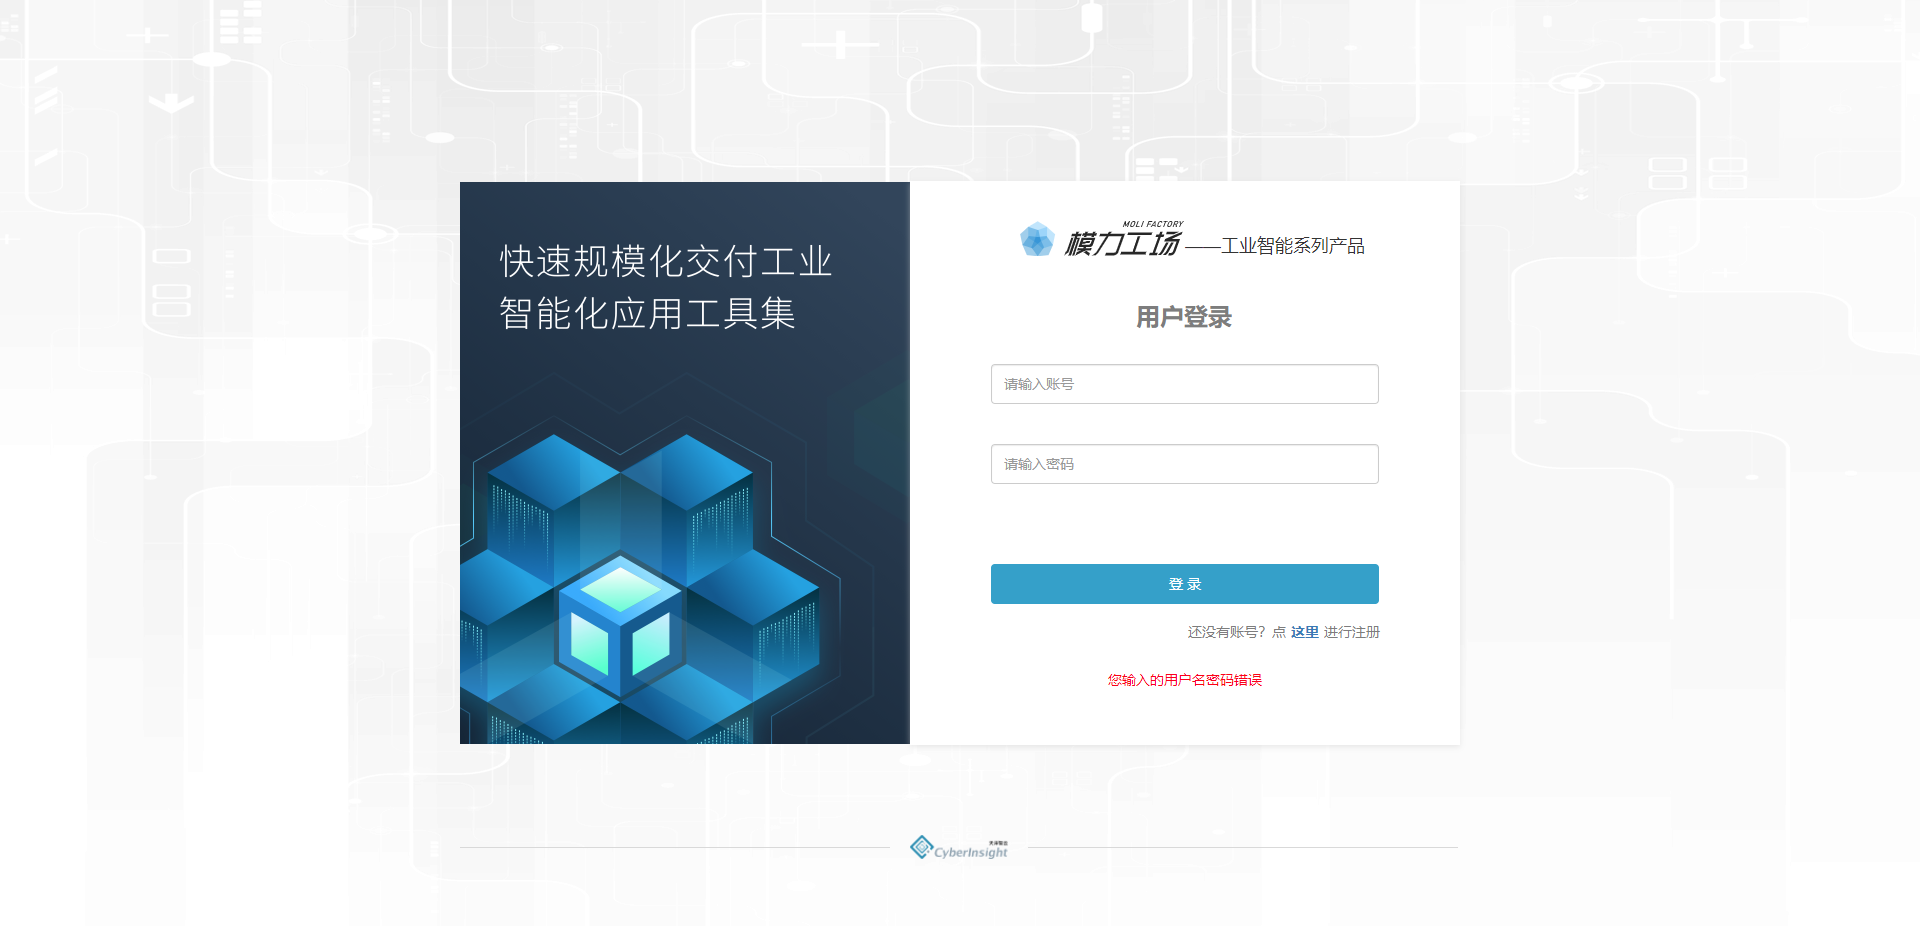 快速规模化交付工业
智能化应用工具集
MOLI FACTORY
模力工场 ——工业智能系列产品
用户登录
请输入账号
请输入密码
登 录
还没有账号？点 这里 进行注册
您输入的用户名密码错误
CyberInsight